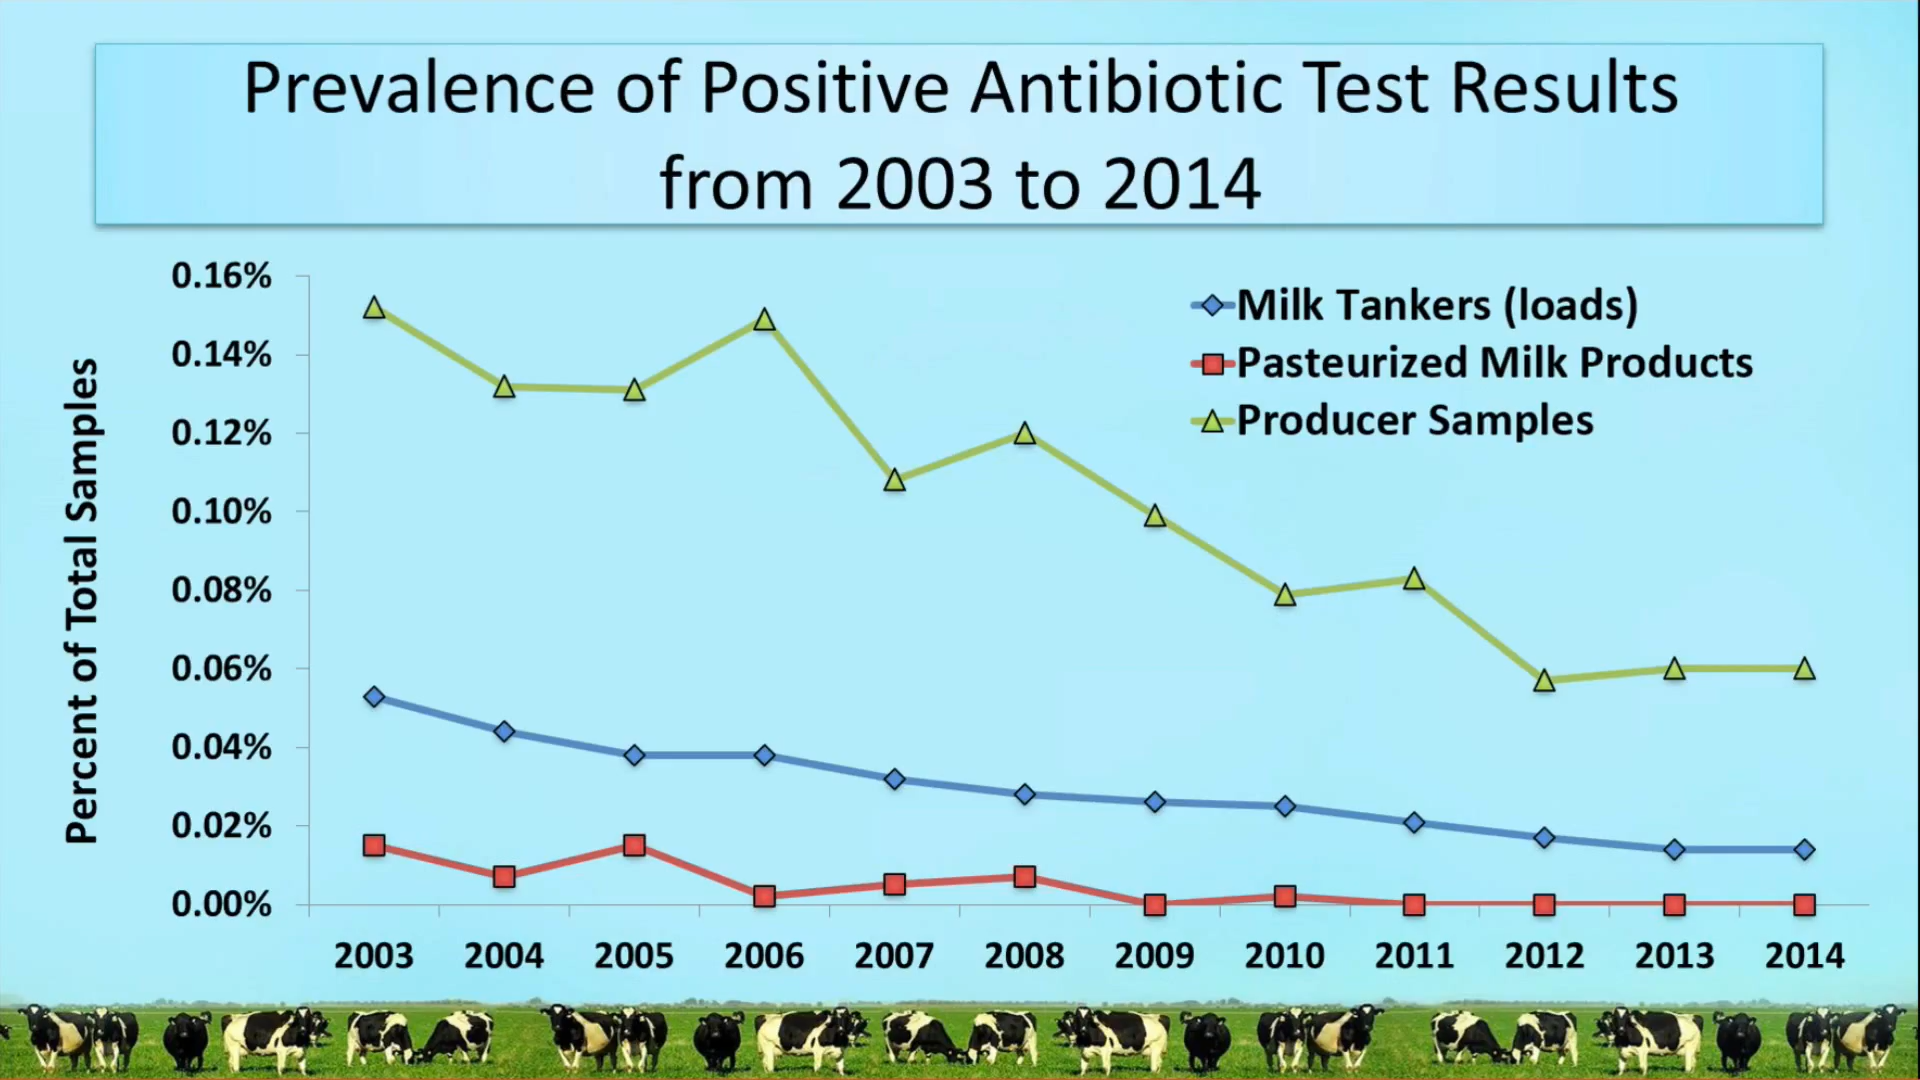 Prevalence of Positive Antibiotic Test Results
from 2003 to 2014
Percent of Total Samples
0.16%
0.14%
0.12%
0.10%
0.08%
0.06%
0.04%
0.02%
0.00%
Milk Tankers (loads)
Pasteurized Milk Products
Producer Samples
2003 2004 2005 2006 2007 2008 2009 2010 2011 2012 2013 2014